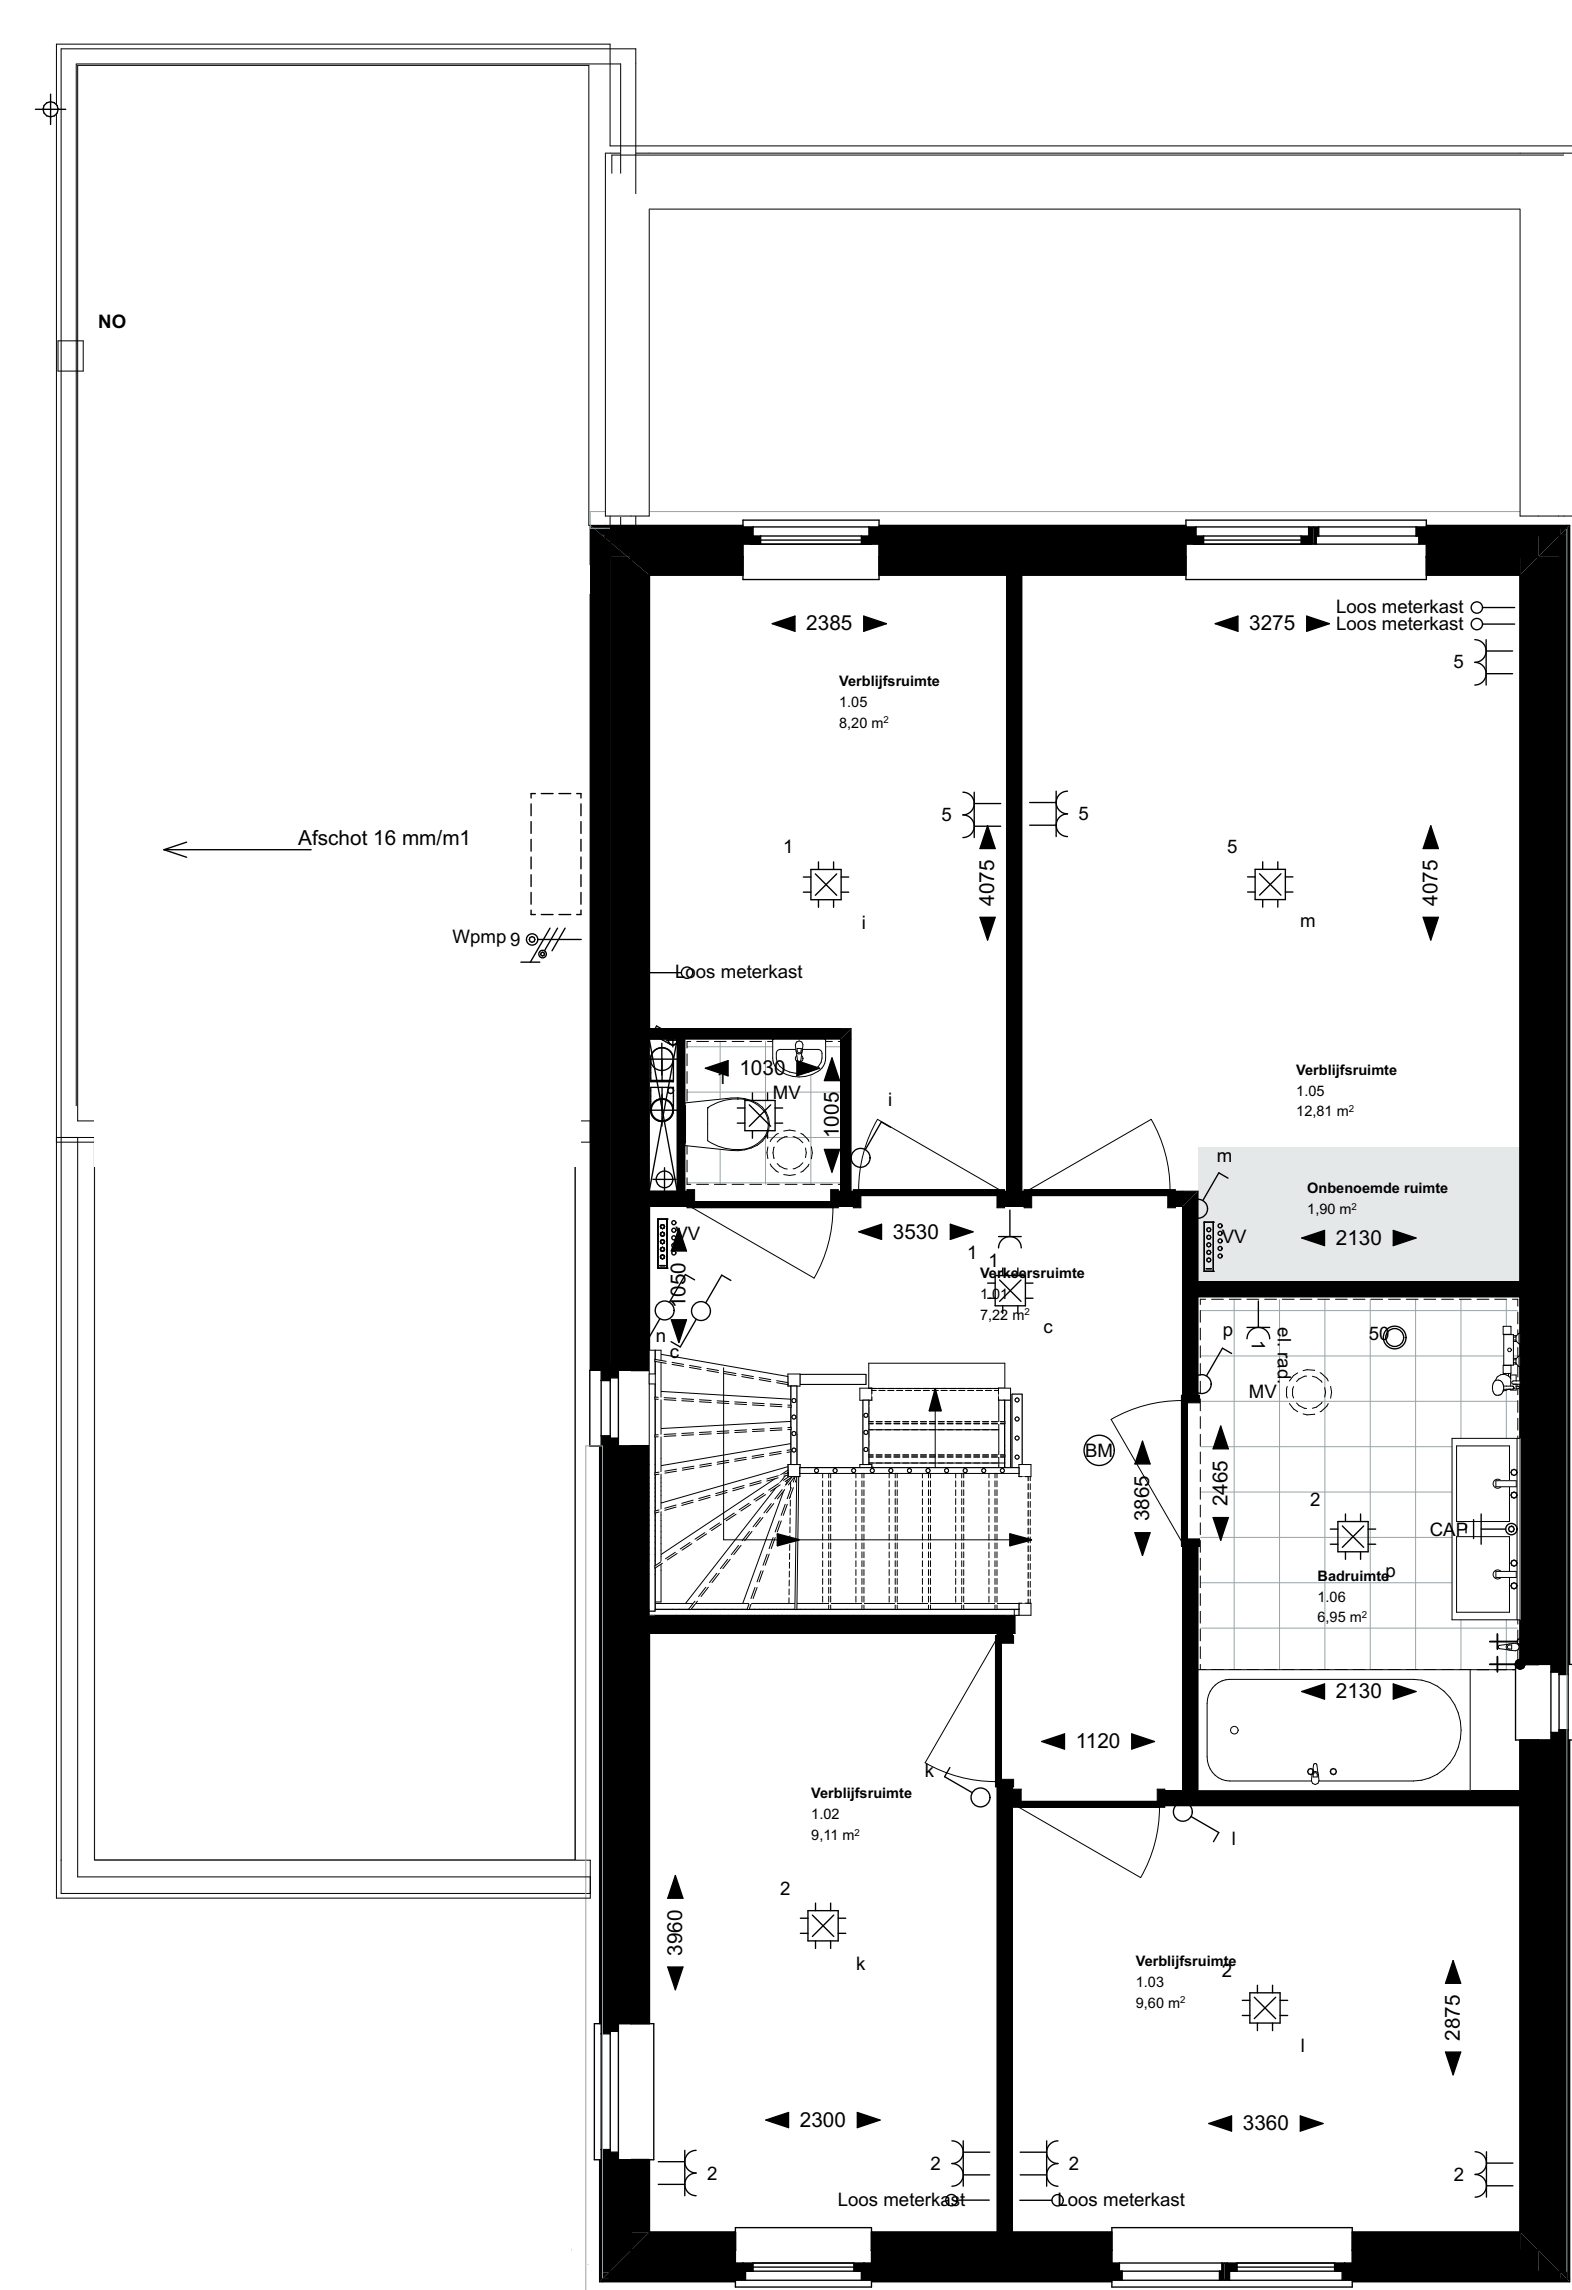 NO
2385
3275
Loos meterkast
Loos meterkast
5
Verblijfsruimte
1.05
8,20 m²
5
5
1
5
4075
4075
Afschot 16 mm/m1
i
m
Wpmp 9
Loos meterkast
1030
1
MV
1005
i
Verblijfsruimte
1.05
12,81 m²
m
Onbenoemde ruimte
1,90 m²
2130
VV
VV
3530
1
1
1050
Verkeersruimte
1.01
7,22 m²
c
n
c
p
1
el. rad.
50
MV
BM
3865
2465
2
CAP
p
Badruimte
1.06
6,95 m²
2130
1120
k
Verblijfsruimte
1.02
9,11 m²
l
2
3960
k
Verblijfsruimte
1.03
9,60 m²
2
2875
l
2300
3360
2
2
2
2
Loos meterkast
Loos meterkast